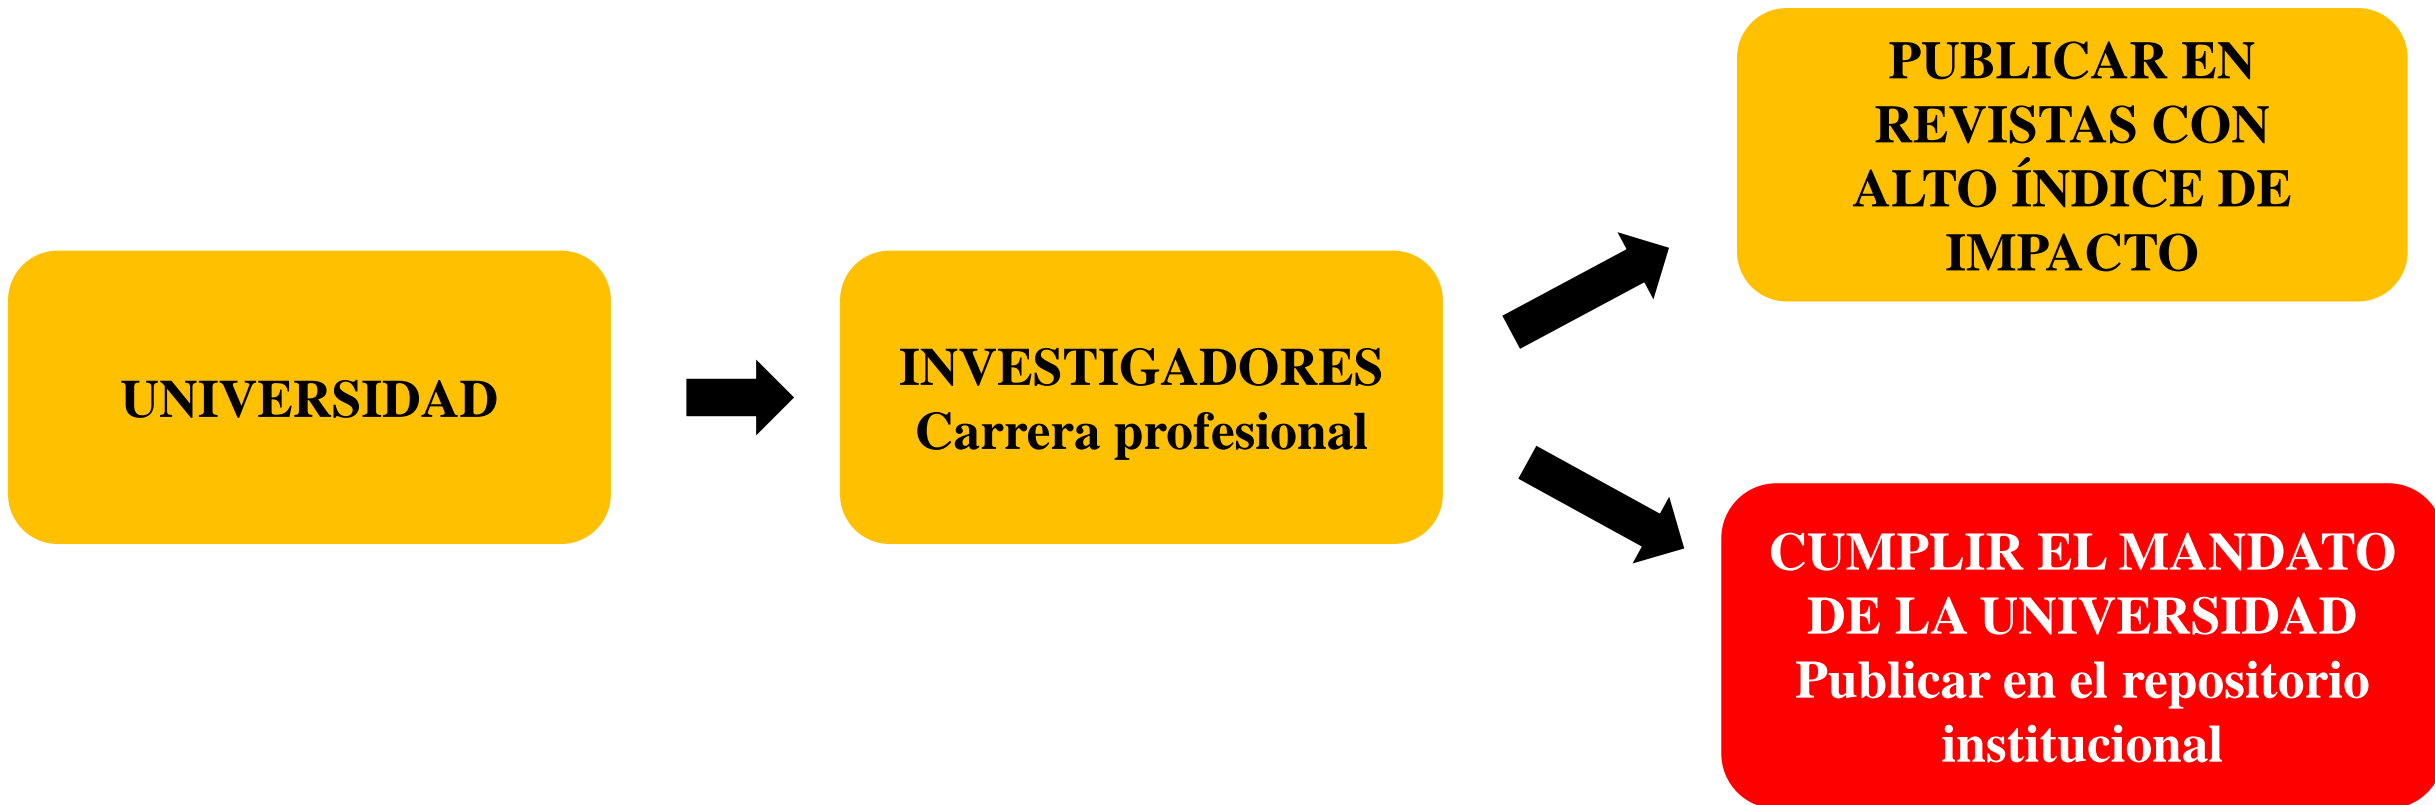 UNIVERSIDAD
INVESTIGADORES
Carrera profesional
PUBLICAR EN
REVISTAS CON
ALTO ÍNDICE DE
IMPACTO
CUMPLIR EL MANDATO
DE LA UNIVERSIDAD
Publicar en el repositorio
institucional